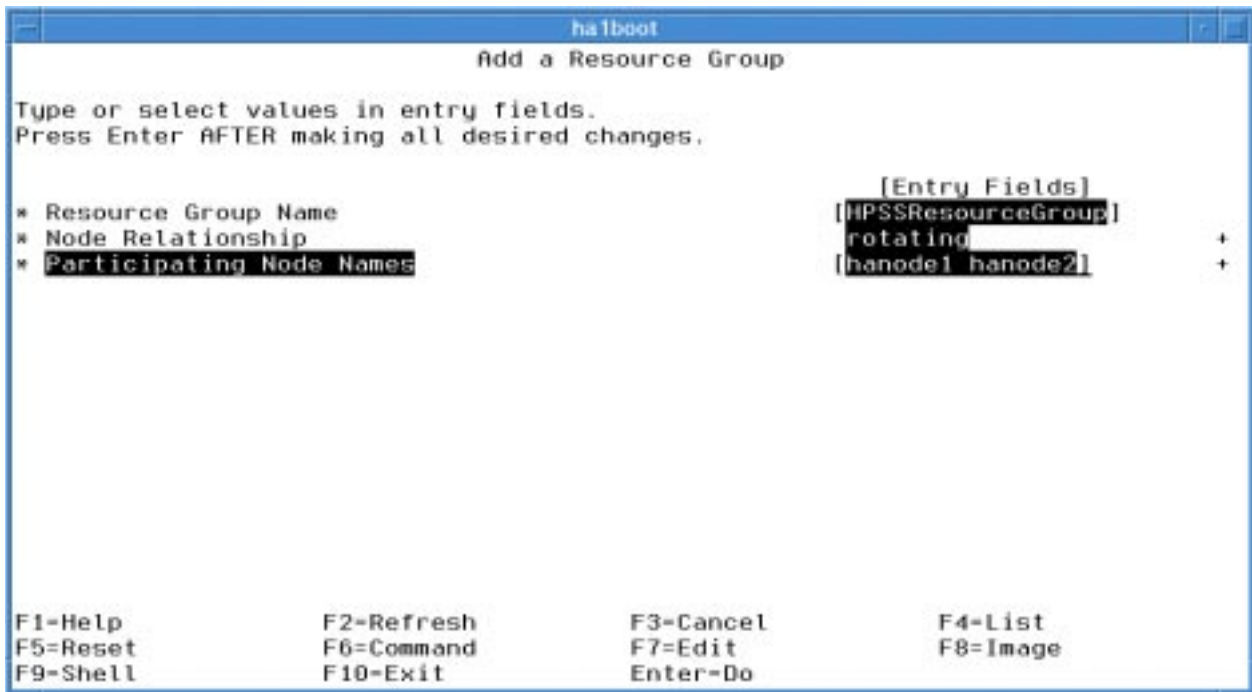 ha1boot
Add a Resource Group
Type or select values in entry fields.
Press Enter AFTER making all desired changes.
[Entry Fields]
* Resource Group Name [HPSSResourceGroup]
* Node Relationship rotating +
* Participating Node Names [hanode1 hanode2] +
F1=Help F2=Refresh F3=Cancel F4=List
F5=Reset F6=Command F7=Edit F8=Image
F9=Shell F10=Exit Enter=Do